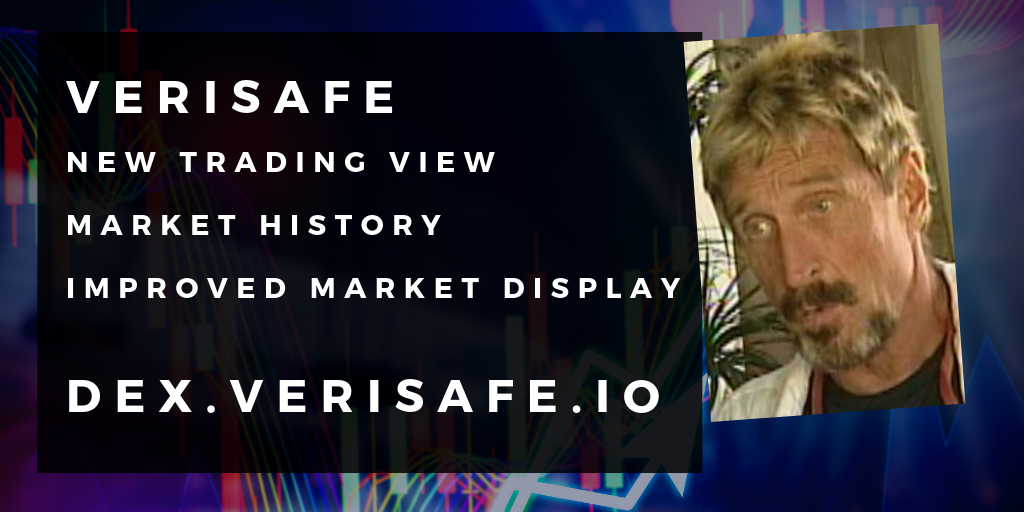 VERISAFE
NEW TRADING VIEW
MARKET HISTORY
IMPROVED MARKET DISPLAY
DEX.VERISAFE.IO